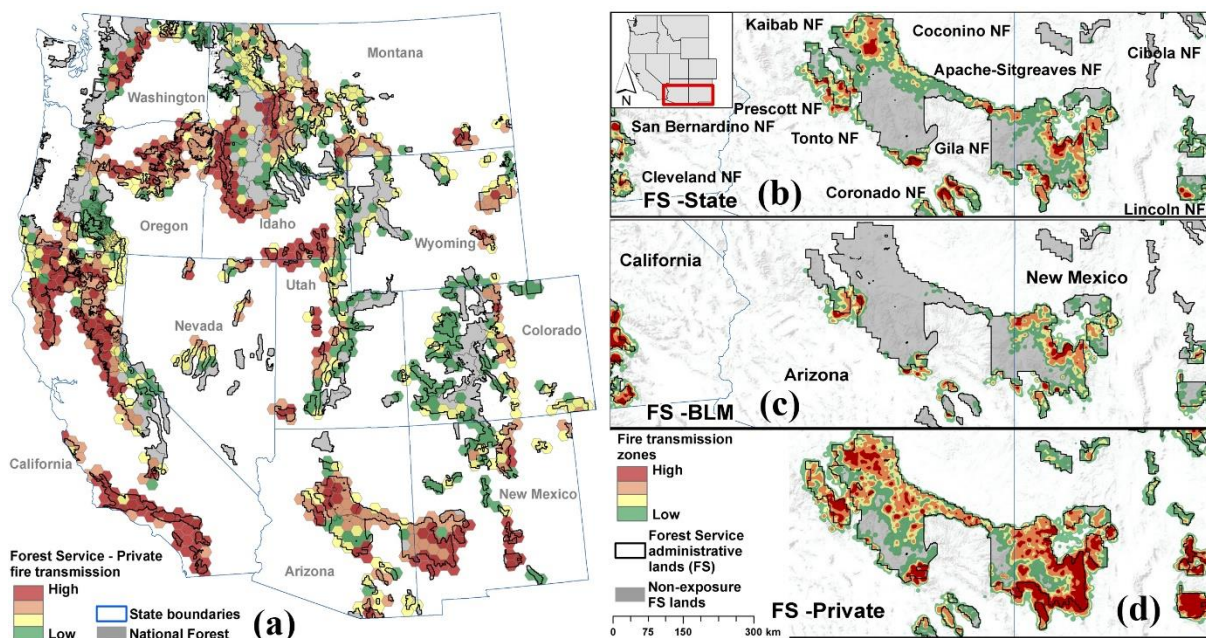 Montana
Washington
Oregon
Idaho
Wyoming
Utah
Nevada
Colorado
California
New Mexico
Arizona
Forest Service - Private
fire transmission
High
Low
State boundaries
National Forest
(a)
Kaibab NF
Coconino NF
Cibola NF
Apache-Sitgreaves NF
N
Prescott NF
San Bernardino NF
Tonto NF
Gila NF
Cleveland NF
Coronado NF
FS -State
(b)
Lincoln NF
California
New Mexico
Arizona
FS -BLM
(c)
Fire transmission
zones
High
Low
Forest Service
administrative
lands (FS)
Non-exposure
FS lands
0 75 150 300 km
FS -Private
(d)